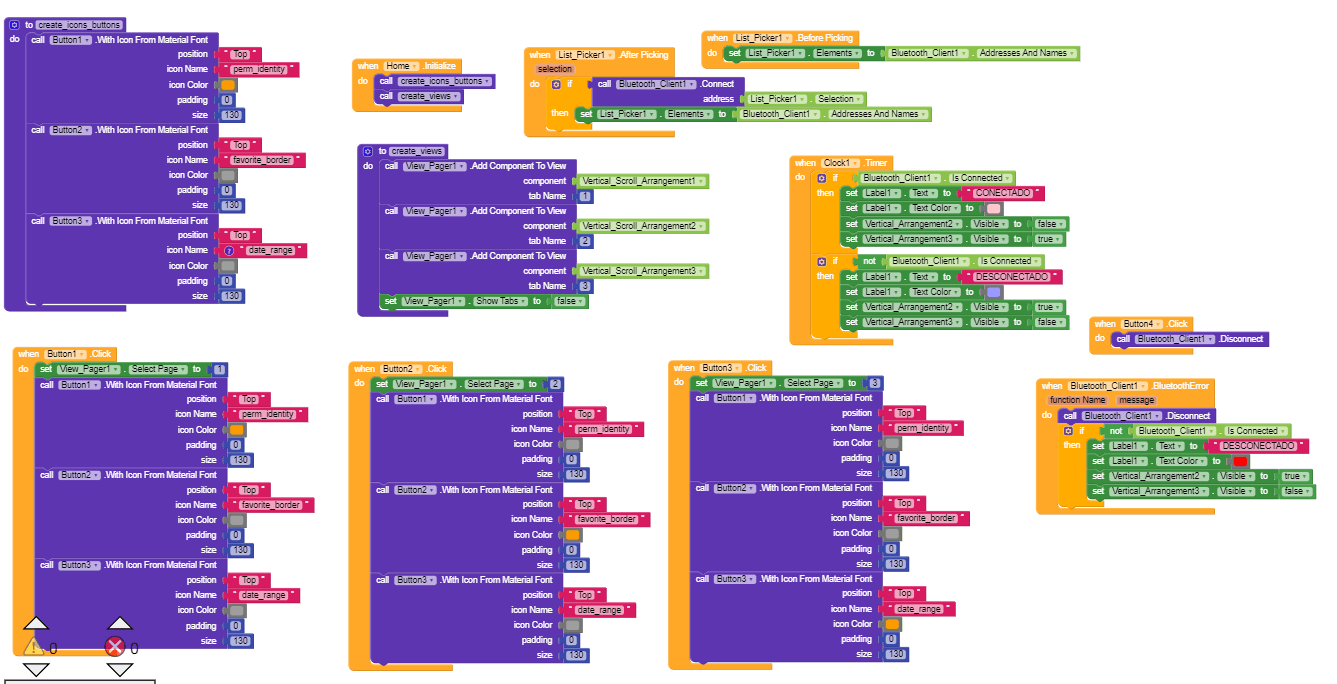 to create_icons_buttons
do call Button1 .With Icon From Material Font
position " Top "
icon Name " perm_identity "
icon Color
padding 0
size 130
call Button2 .With Icon From Material Font
position " Top "
icon Name " favorite_border "
icon Color
padding 0
size 130
call Button3 .With Icon From Material Font
position " Top "
icon Name ? " date_range "
icon Color
padding 0
size 130
when Home .Initialize
do call create_icons_buttons
call create_views
when List_Picker1 .After Picking
selection
do if call Bluetooth_Client1 .Connect
address List_Picker1 . Selection
then set List_Picker1 . Elements to Bluetooth_Client1 . Addresses And Names
when List_Picker1 .Before Picking
do set List_Picker1 . Elements to Bluetooth_Client1 . Addresses And Names
to create_views
do call View_Pager1 .Add Component To View
component Vertical_Scroll_Arrangement1
tab Name 1
call View_Pager1 .Add Component To View
component Vertical_Scroll_Arrangement2
tab Name 2
call View_Pager1 .Add Component To View
component Vertical_Scroll_Arrangement3
tab Name 3
set View_Pager1 . Show Tabs to false
when Clock1 .Timer
do if Bluetooth_Client1 . Is Connected
then set Label1 . Text to " CONECTADO "
set Label1 . Text Color to
set Vertical_Arrangement2 . Visible to false
set Vertical_Arrangement3 . Visible to true
if not Bluetooth_Client1 . Is Connected
then set Label1 . Text to " DESCONECTADO "
set Label1 . Text Color to
set Vertical_Arrangement2 . Visible to true
set Vertical_Arrangement3 . Visible to false
when Button4 .Click
do call Bluetooth_Client1 .Disconnect
when Button1 .Click
do set View_Pager1 . Select Page to 1
call Button1 .With Icon From Material Font
position " Top "
icon Name " perm_identity "
icon Color
padding 0
size 130
call Button2 .With Icon From Material Font
position " Top "
icon Name " favorite_border "
icon Color
padding 0
size 130
call Button3 .With Icon From Material Font
position " Top "
icon Name " date_range "
icon Color
padding 0
size 130
0 0
when Button2 .Click
do set View_Pager1 . Select Page to 2
call Button1 .With Icon From Material Font
position " Top "
icon Name " perm_identity "
icon Color
padding 0
size 130
call Button2 .With Icon From Material Font
position " Top "
icon Name " favorite_border "
icon Color
padding 0
size 130
call Button3 .With Icon From Material Font
position " Top "
icon Name " date_range "
icon Color
padding 0
size 130
when Button3 .Click
do set View_Pager1 . Select Page to 3
call Button1 .With Icon From Material Font
position " Top "
icon Name " perm_identity "
icon Color
padding 0
size 130
call Button2 .With Icon From Material Font
position " Top "
icon Name " favorite_border "
icon Color
padding 0
size 130
call Button3 .With Icon From Material Font
position " Top "
icon Name " date_range "
icon Color
padding 0
size 130
when Bluetooth_Client1 .BluetoothError
function Name message
do call Bluetooth_Client1 .Disconnect
if not Bluetooth_Client1 . Is Connected
then set Label1 . Text to " DESCONECTADO "
set Label1 . Text Color to
set Vertical_Arrangement2 . Visible to true
set Vertical_Arrangement3 . Visible to false